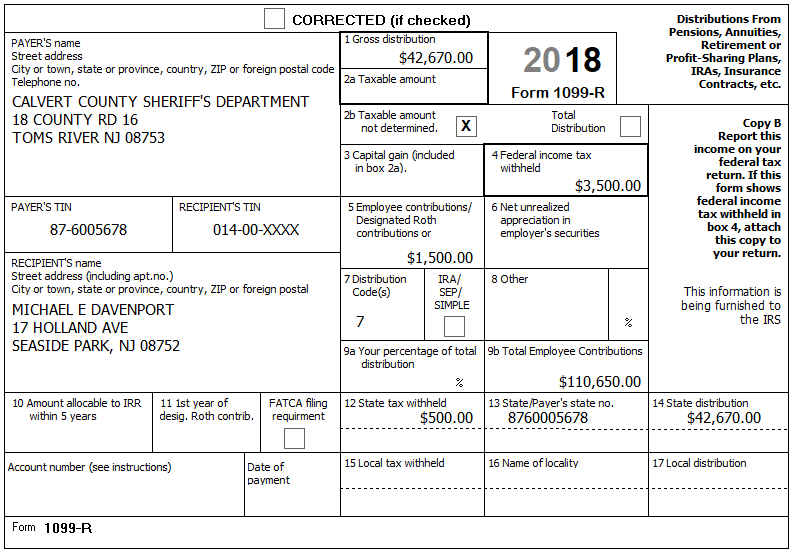 CORRECTED (if checked)
PAYER'S name
Street address
City or town, state or province, country, ZIP or foreign postal code
Telephone no.
CALVERT COUNTY SHERIFF'S DEPARTMENT
18 COUNTY RD 16
TOMS RIVER NJ 08753
1 Gross distribution
$42,670.00
2a Taxable amount
2018
Form 1099-R
Distributions From
Pensions, Annuities,
Retirement or
Profit-Sharing Plans,
IRAs, Insurance
Contracts, etc.
2b Taxable amount
not determined.
X
Total
Distribution
Copy B
Report this
income on your
federal tax
return. If this
form shows
federal income
tax withheld in
box 4, attach
this copy to
your return.
This information is
being furnished to
the IRS
3 Capital gain (included
in box 2a).
4 Federal income tax
withheld
$3,500.00
PAYER'S TIN
87-6005678
RECIPIENT'S TIN
014-00-XXXX
5 Employee contributions/
Designated Roth
contributions or
$1,500.00
6 Net unrealized
appreciation in
employer's securities
RECIPIENT'S name
Street address (including apt.no.)
City or town, state or province, country, ZIP or foreign postal
MICHAEL E DAVENPORT
17 HOLLAND AVE
SEASIDE PARK, NJ 08752
7 Distribution
Code(s)
7
IRA/
SEP/
SIMPLE
8 Other
%
9a Your percentage of total
distribution
%
9b Total Employee Contributions
$110,650.00
10 Amount allocable to IRR
within 5 years
11 1st year of
desig. Roth contrib.
FATCA filing
requirment
12 State tax withheld
$500.00
13 State/Payer's state no.
8760005678
14 State distribution
$42,670.00
Account number (see instructions)
Date of
payment
15 Local tax withheld
16 Name of locality
17 Local distribution
Form 1099-R